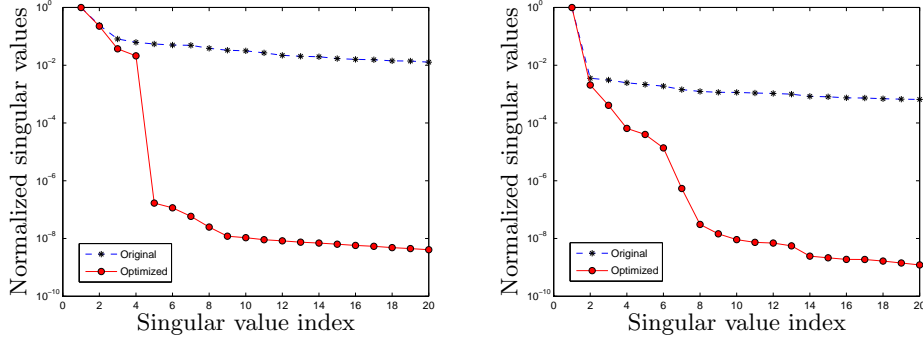 Normalized singular values
10^0
10^-2
10^-4
10^-6
10^-8
10^-10
Original
Optimized
0 2 4 6 8 10 12 14 16 18 20
Singular value index
Normalized singular values
10^0
10^-2
10^-4
10^-6
10^-8
10^-10
Original
Optimized
0 2 4 6 8 10 12 14 16 18 20
Singular value index